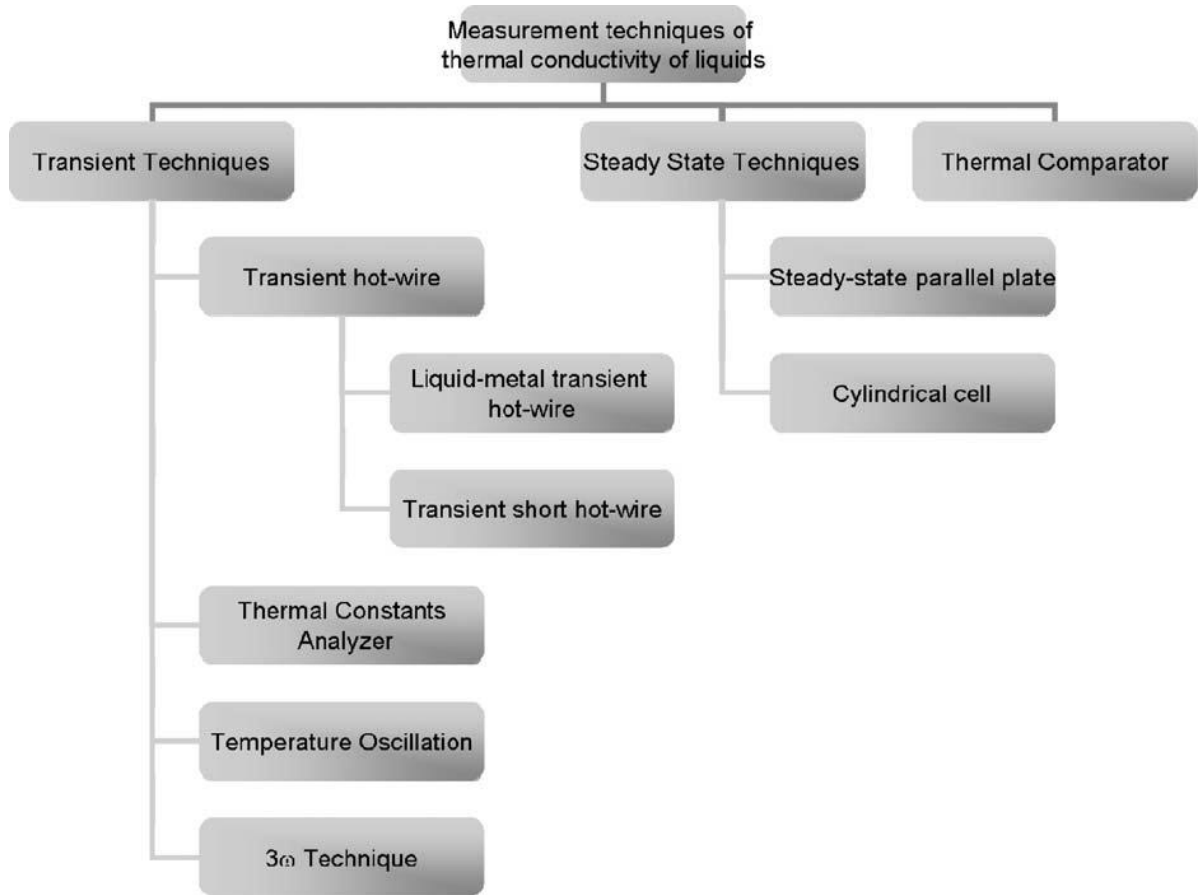 Measurement techniques of
thermal conductivity of liquids
Transient Techniques
Steady State Techniques
Thermal Comparator
Transient hot-wire
Steady-state parallel plate
Liquid-metal transient
hot-wire
Cylindrical cell
Transient short hot-wire
Thermal Constants
Analyzer
Temperature Oscillation
3ω Technique